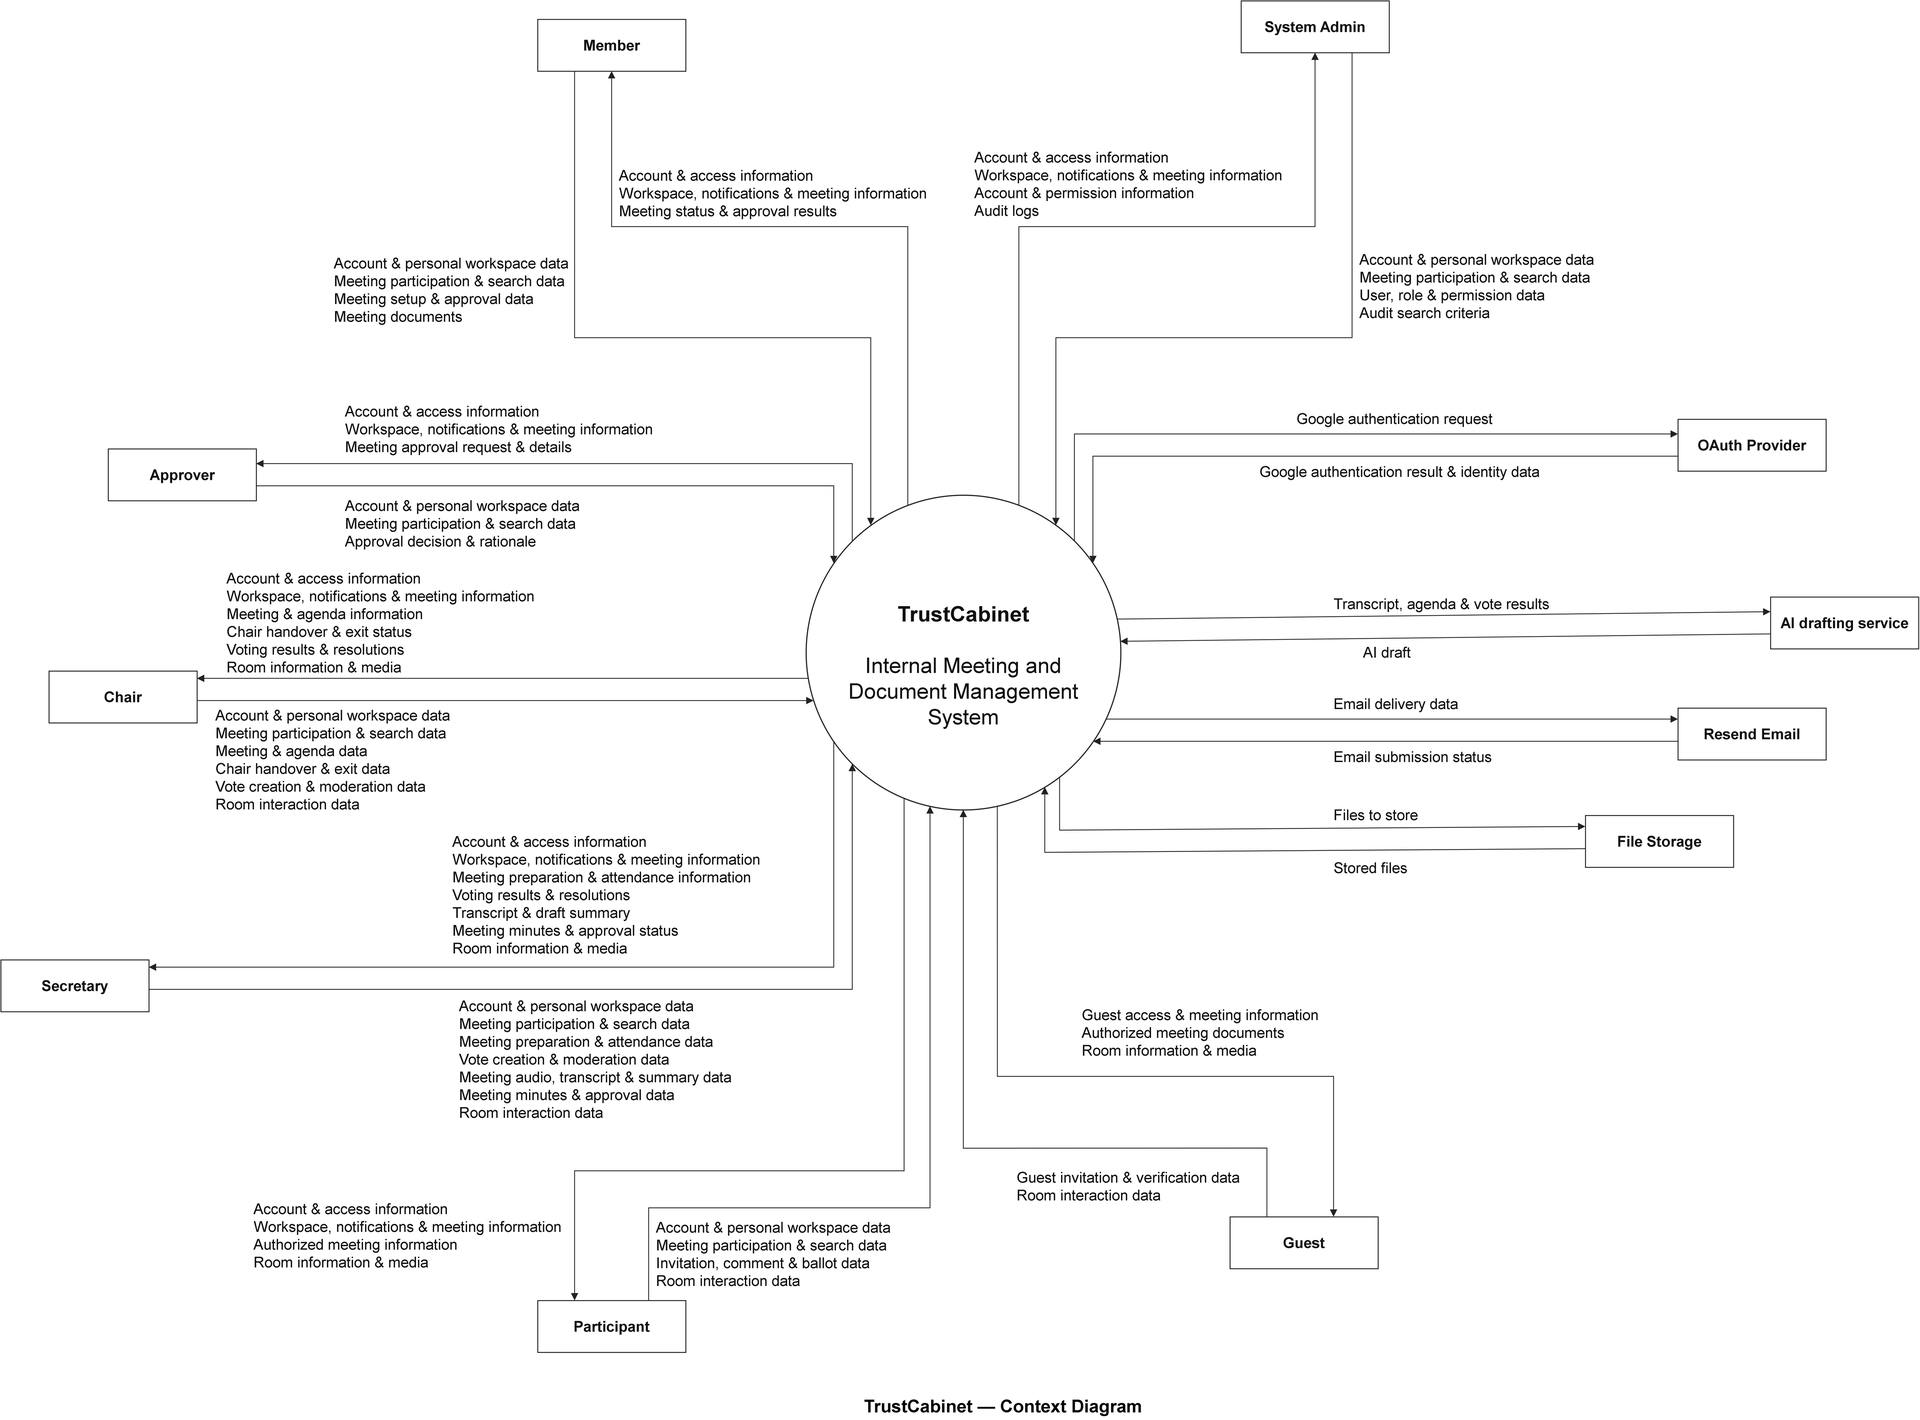 Member
System Admin
Account & access information
Workspace, notifications & meeting information
Meeting status & approval results
Account & access information
Workspace, notifications & meeting information
Account & permission information
Audit logs
Account & personal workspace data
Meeting participation & search data
Meeting setup & approval data
Meeting documents
Account & personal workspace data
Meeting participation & search data
User, role & permission data
Audit search criteria
Account & access information
Workspace, notifications & meeting information
Meeting approval request & details
Approver
Account & personal workspace data
Meeting participation & search data
Approval decision & rationale
Google authentication request
OAuth Provider
Google authentication result & identity data
Account & access information
Workspace, notifications & meeting information
Meeting & agenda information
Chair handover & exit status
Voting results & resolutions
Room information & media
Chair
Account & personal workspace data
Meeting participation & search data
Meeting & agenda data
Chair handover & exit data
Vote creation & moderation data
Room interaction data
TrustCabinet
Internal Meeting and
Document Management
System
Transcript, agenda & vote results
AI drafting service
AI draft
Email delivery data
Resend Email
Email submission status
Files to store
File Storage
Stored files
Account & access information
Workspace, notifications & meeting information
Meeting preparation & attendance information
Voting results & resolutions
Transcript & draft summary
Meeting minutes & approval status
Room information & media
Secretary
Account & personal workspace data
Meeting participation & search data
Meeting preparation & attendance data
Vote creation & moderation data
Meeting audio, transcript & summary data
Meeting minutes & approval data
Room interaction data
Guest access & meeting information
Authorized meeting documents
Room information & media
Guest invitation & verification data
Room interaction data
Guest
Account & access information
Workspace, notifications & meeting information
Authorized meeting information
Room information & media
Account & personal workspace data
Meeting participation & search data
Invitation, comment & ballot data
Room interaction data
Participant
TrustCabinet — Context Diagram